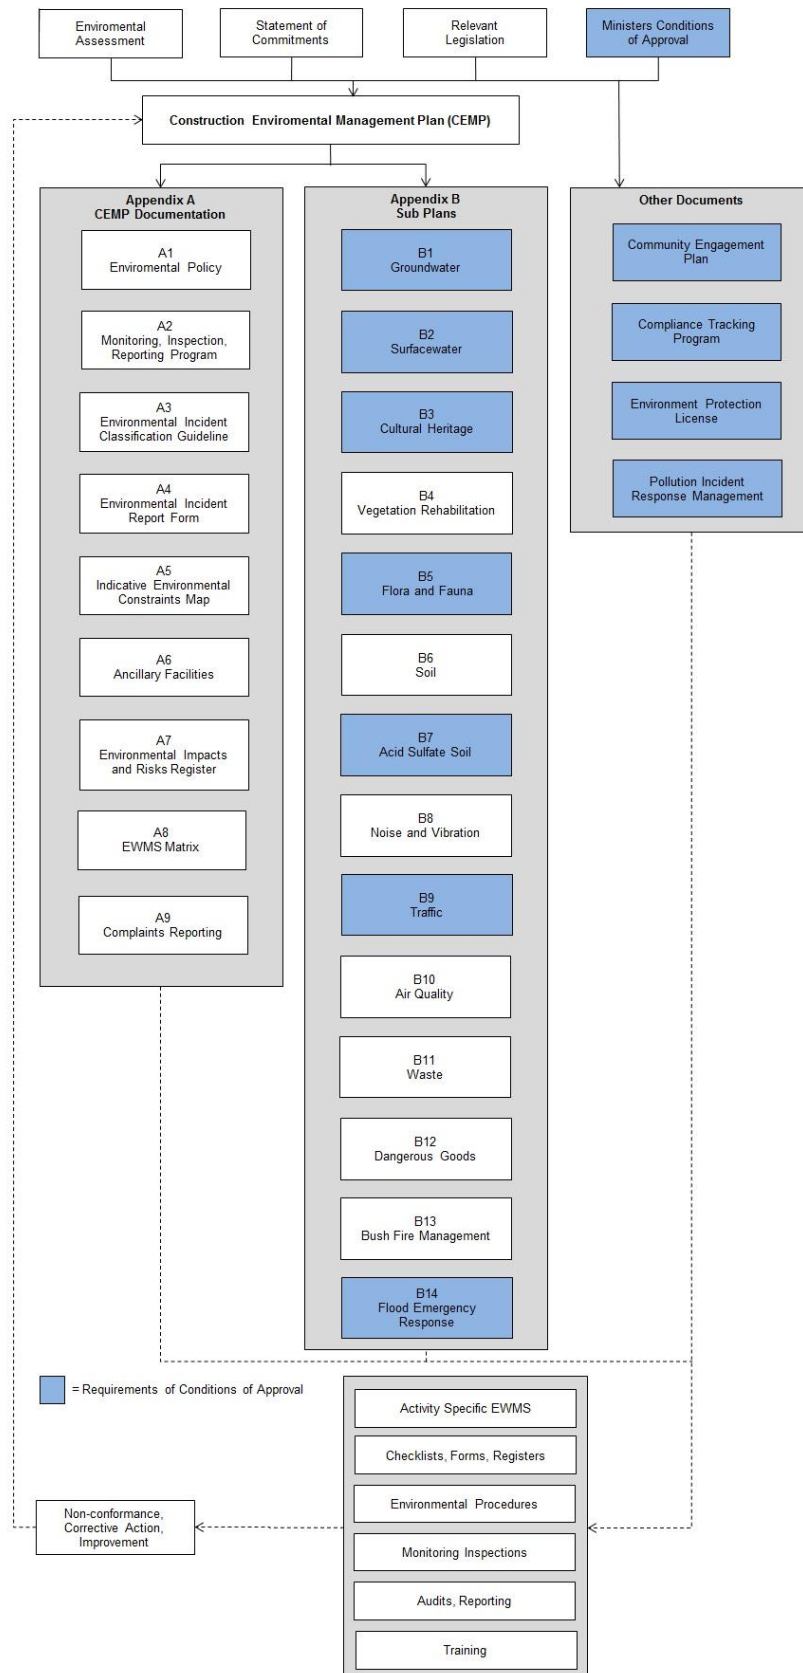 Enviromental
Assessment
Statement of
Commitments
Relevant
Legislation
Ministers Conditions
of Approval
Construction Enviromental Management Plan (CEMP)
Appendix A
CEMP Documentation
A1
Enviromental Policy
A2
Monitoring, Inspection,
Reporting Program
A3
Environmental Incident
Classification Guideline
A4
Environmental Incident
Report Form
A5
Indicative Environmental
Constraints Map
A6
Ancillary Facilities
A7
Environmental Impacts
and Risks Register
A8
EWMS Matrix
A9
Complaints Reporting
Appendix B
Sub Plans
B1
Groundwater
B2
Surfacewater
B3
Cultural Heritage
B4
Vegetation Rehabilitation
B5
Flora and Fauna
B6
Soil
B7
Acid Sulfate Soil
B8
Noise and Vibration
B9
Traffic
B10
Air Quality
B11
Waste
B12
Dangerous Goods
B13
Bush Fire Management
B14
Flood Emergency
Response
Other Documents
Community Engagement
Plan
Compliance Tracking
Program
Environment Protection
License
Pollution Incident
Response Management
= Requirements of Conditions of Approval
Activity Specific EWMS
Checklists, Forms, Registers
Environmental Procedures
Monitoring Inspections
Audits, Reporting
Training
Non-conformance,
Corrective Action,
Improvement